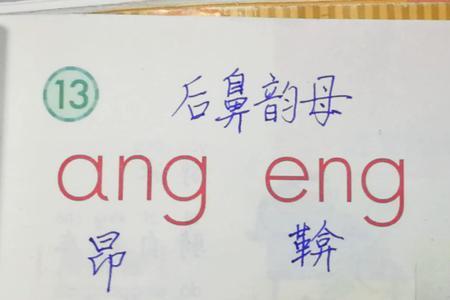 13 后鼻韵母
ang eng
昂 鞥